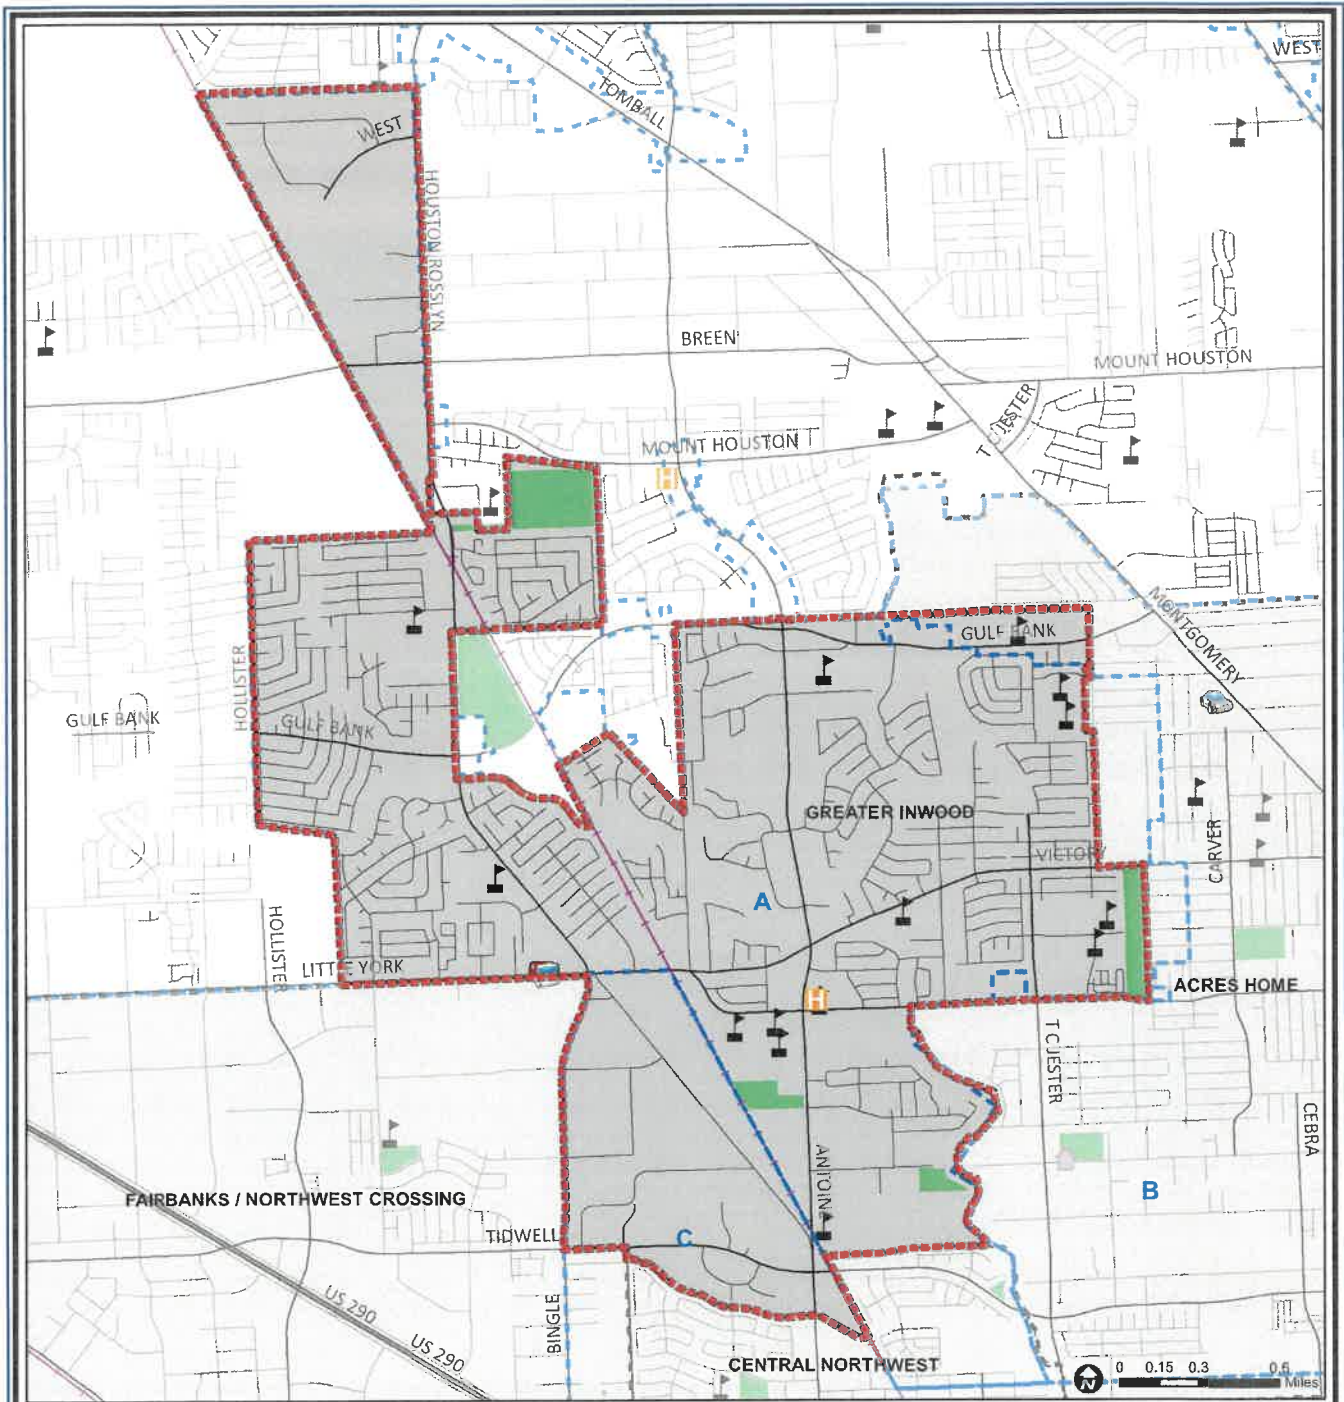 WEST
TOMBALL
WEST
HOUSTON ROSSLYN
BREEN
MOUNT HOUSTON
T C JESTER
MOUNT HOUSTON
H
MONTGOMERY
GULF BANK
HOLLISTER
GULF BANK
GULF BANK
GREATER INWOOD
CARVER
VICTORY
A
HOLLISTER
LITTLE YORK
H
ACRES HOME
T C JESTER
CEBRA
ANTOINE
FAIRBANKS / NORTHWEST CROSSING
B
TIDWELL
C
US 290
BINGLE
US 290
CENTRAL NORTHWEST
N
0 0.15 0.3 0.6
Miles